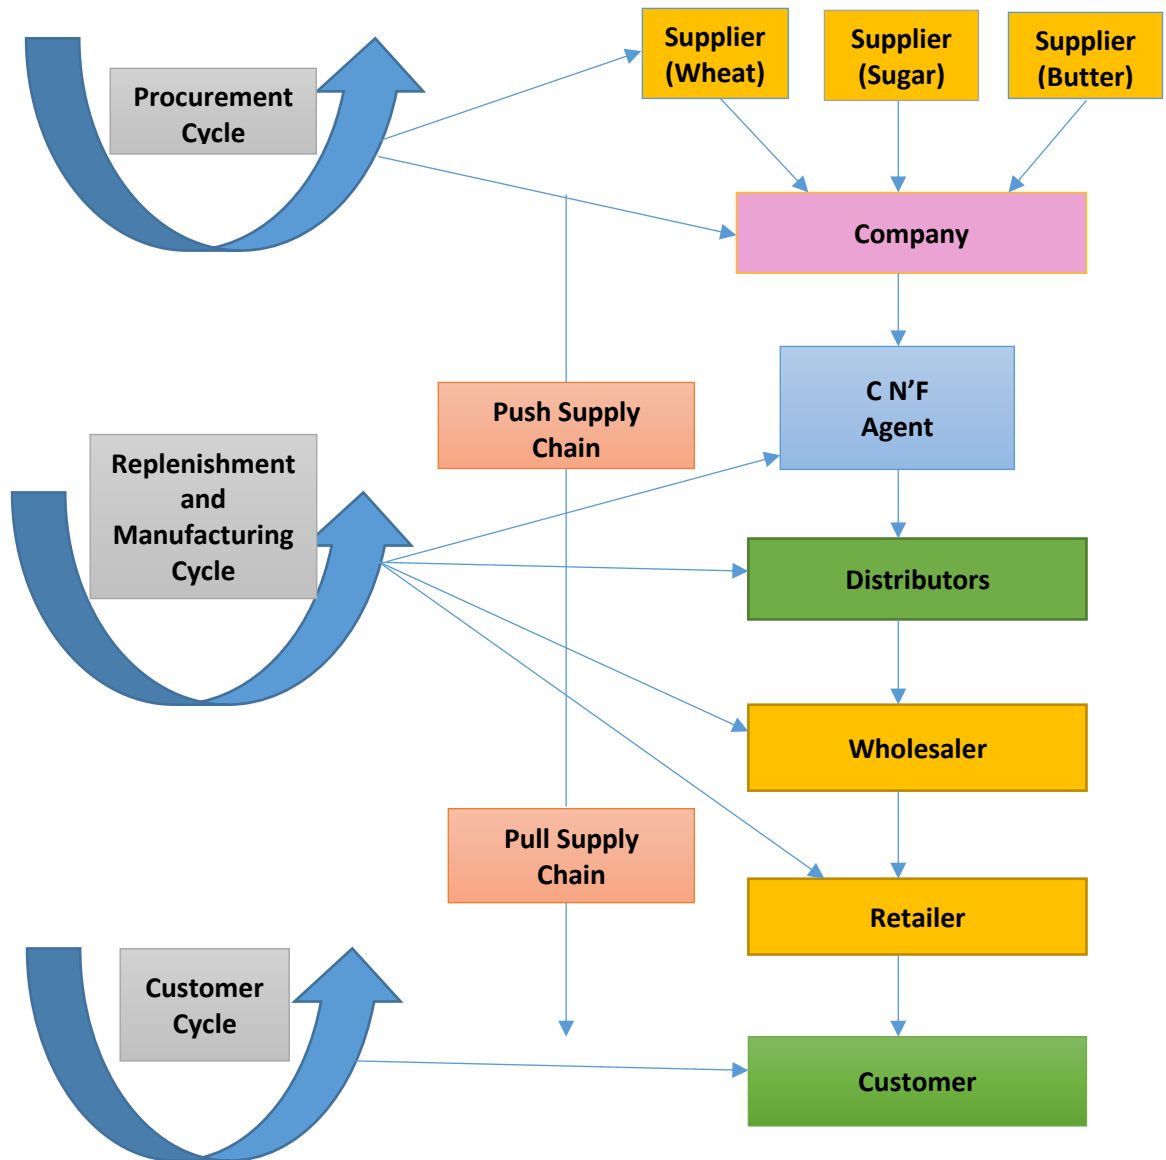 Supplier
(Wheat)
Supplier
(Sugar)
Supplier
(Butter)
Procurement
Cycle
Company
C N’F
Agent
Push Supply
Chain
Replenishment
and
Manufacturing
Cycle
Distributors
Wholesaler
Pull Supply
Chain
Retailer
Customer
Cycle
Customer